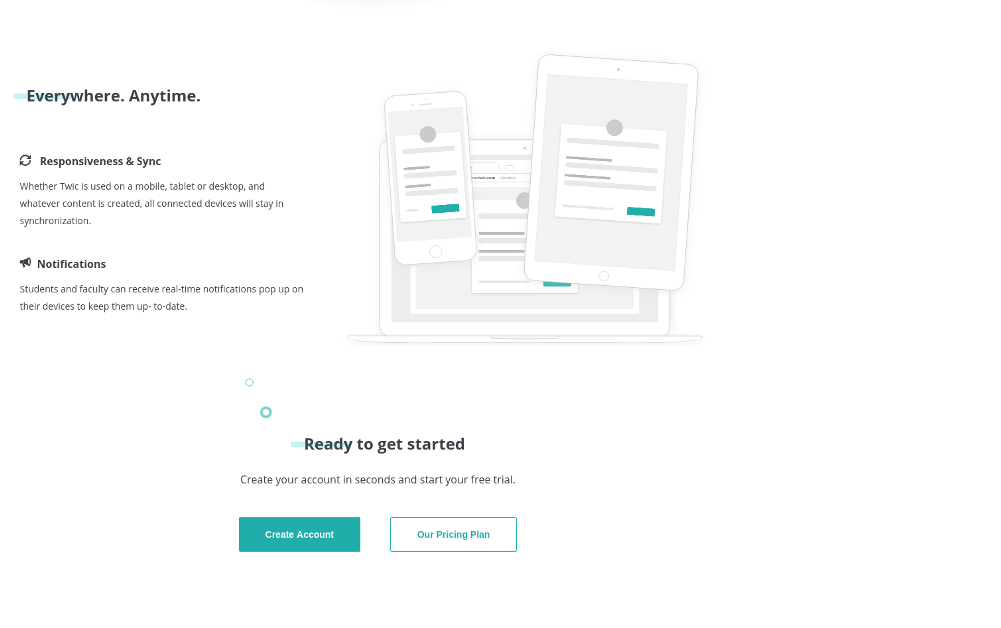 Everywhere. Anytime.
Responsiveness & Sync
Whether Twic is used on a mobile, tablet or desktop, and
whatever content is created, all connected devices will stay in
synchronization.
Notifications
Students and faculty can receive real-time notifications pop up on
their devices to keep them up- to-date.
Ready to get started
Create your account in seconds and start your free trial.
Create Account
Our Pricing Plan